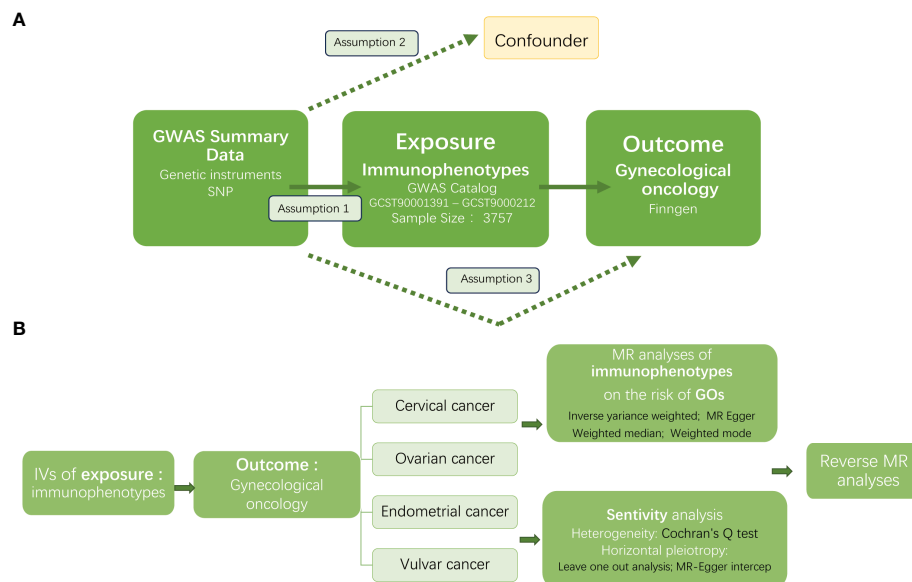 A
Assumption 2
Confounder
GWAS Summary
Data
Genetic instruments
SNP
Assumption 1
Exposure
Immunophenotypes
GWAS Catalog
GCST90001391 – GCST9000212
Sample Size： 3757
Outcome
Gynecological
oncology
Finngen
Assumption 3
B
IVs of exposure :
immunophenotypes
Outcome :
Gynecological
oncology
Cervical cancer
Ovarian cancer
Endometrial cancer
Vulvar cancer
MR analyses of
immunophenotypes
on the risk of GOs
Inverse variance weighted; MR Egger
Weighted median; Weighted mode
Sentivity analysis
Heterogeneity: Cochran's Q test
Horizontal pleiotropy:
Leave one out analysis; MR-Egger intercep
Reverse MR
analyses